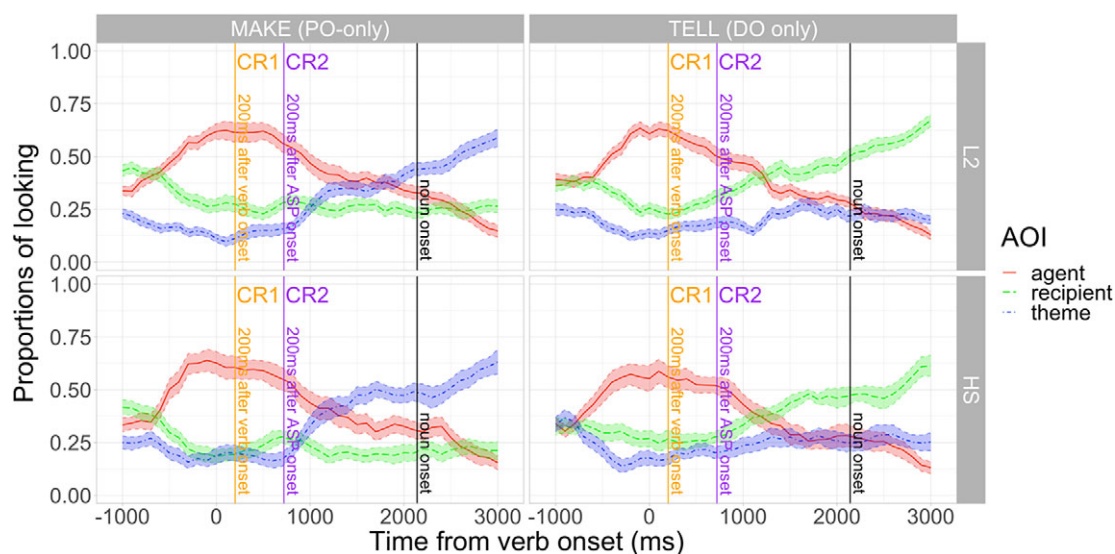 MAKE (PO-only)
TELL (DO only)
1.00
0.75
0.50
0.25
0.00
CR1
CR2
200ms after verb onset
200ms after ASP onset
noun onset
CR1
CR2
200ms after verb onset
200ms after ASP onset
noun onset
L2
1.00
0.75
0.50
0.25
0.00
CR1
CR2
200ms after verb onset
200ms after ASP onset
noun onset
CR1
CR2
200ms after verb onset
200ms after ASP onset
noun onset
HS
Proportions of looking
-1000
0
1000
2000
3000
-1000
0
1000
2000
3000
Time from verb onset (ms)
AOI
agent
recipient
theme